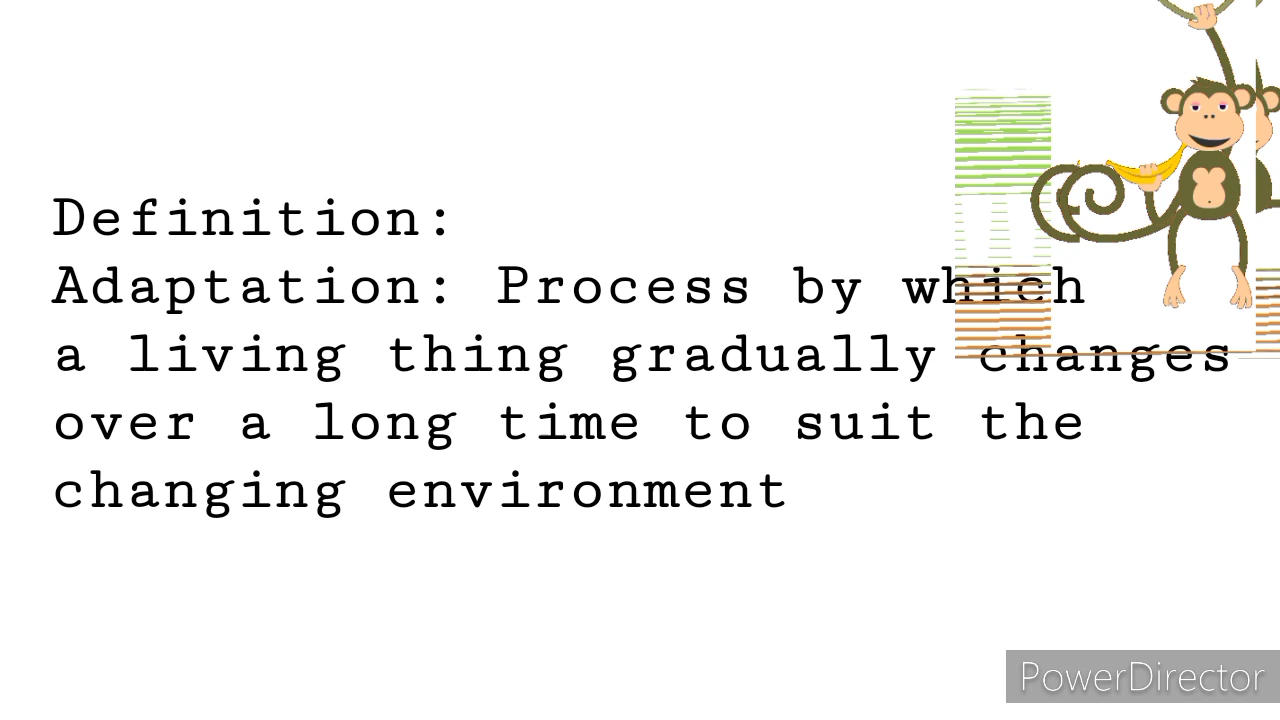 Definition:
Adaptation: Process by which
a living thing gradually changes
over a long time to suit the
changing environment
PowerDirector